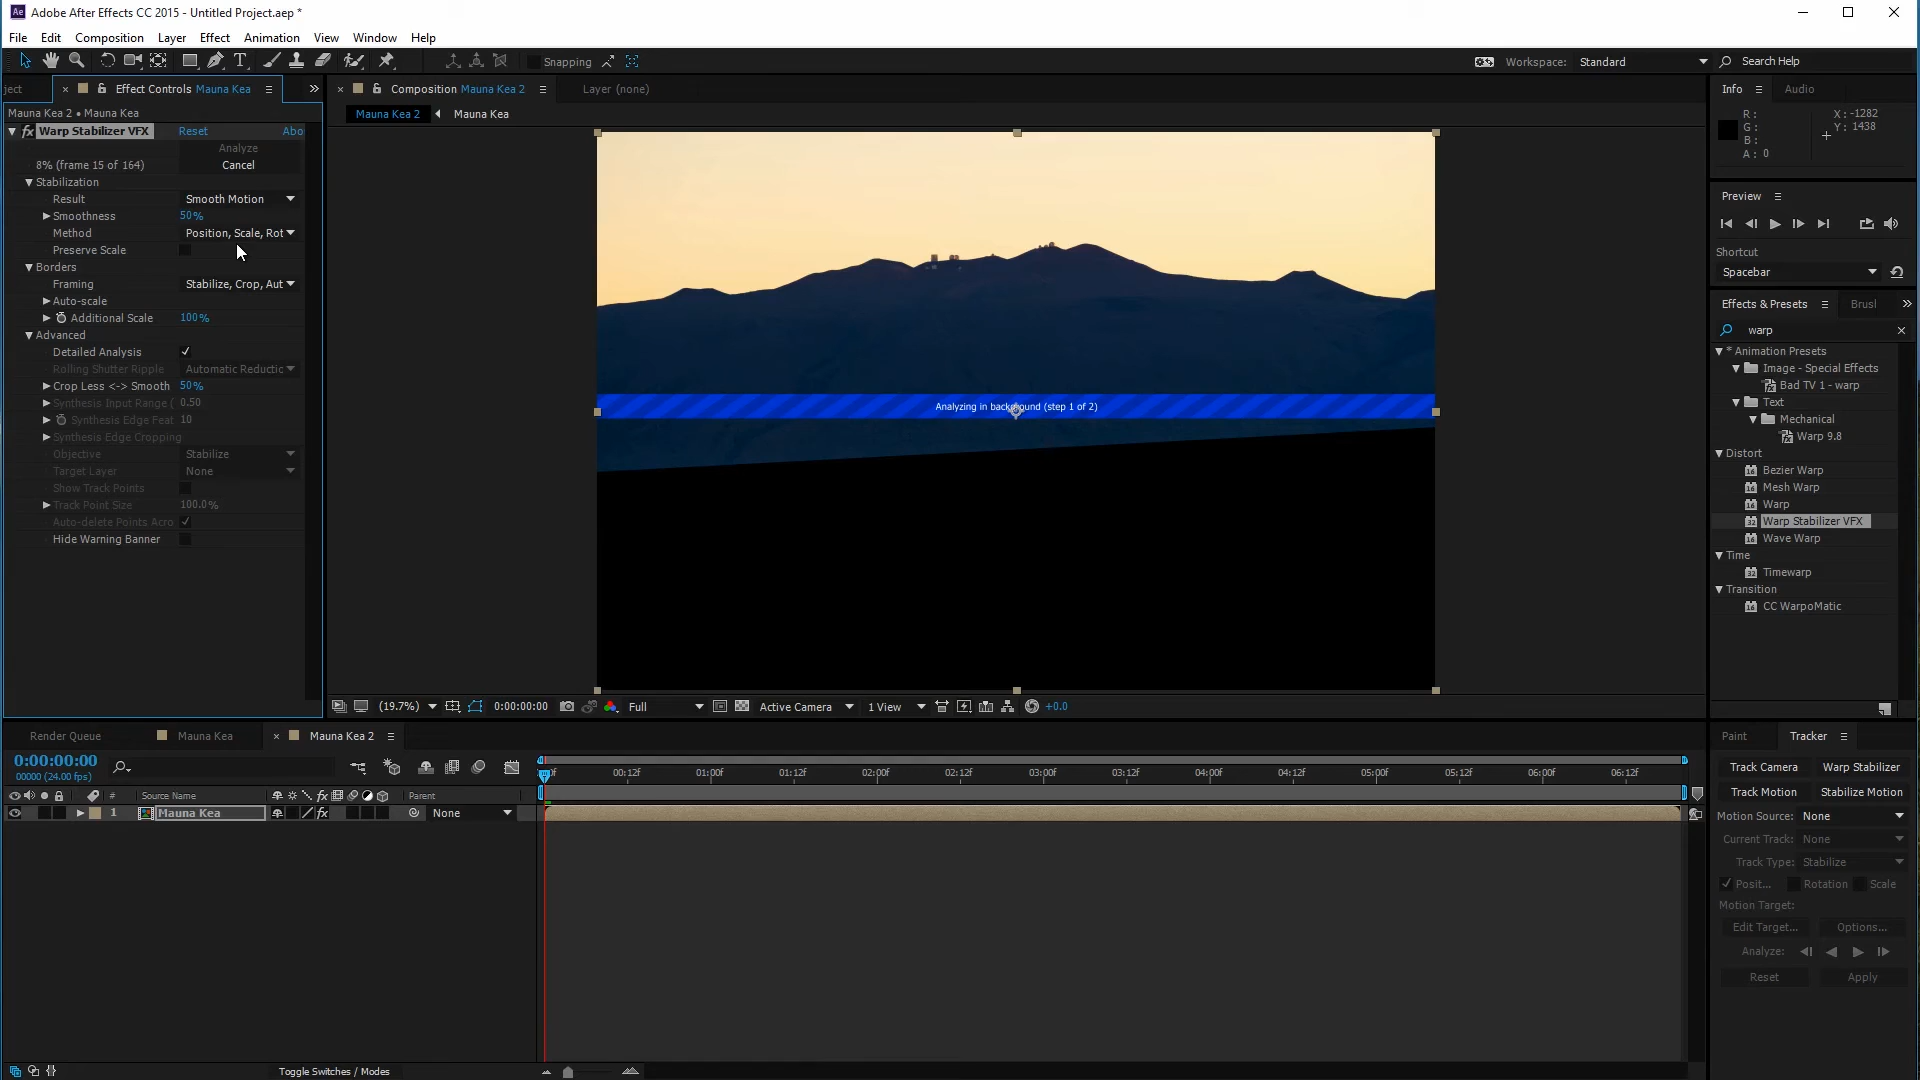 Ae Adobe After Effects CC 2015 - Untitled Project.aep *
File Edit Composition Layer Effect Animation View Window Help
Snapping
Workspace: Standard
Search Help
ject
Effect Controls Mauna Kea
Mauna Kea 2 • Mauna Kea
fx Warp Stabilizer VFX Reset Abo
Analyze
8% (frame 15 of 164) Cancel
Stabilization
Result Smooth Motion
Smoothness 50%
Method Position, Scale, Rot
Preserve Scale
Borders
Framing Stabilize, Crop, Aut
Auto-scale
Additional Scale 100%
Advanced
Detailed Analysis
Rolling Shutter Ripple Automatic Reductic
Crop Less <-> Smooth 50%
Synthesis Input Range ( 0.50
Synthesis Edge Feat 10
Synthesis Edge Cropping
Objective Stabilize
Target Layer None
Show Track Points
Track Point Size 100.0%
Auto-delete Points Acro
Hide Warning Banner
Composition Mauna Kea 2
Layer (none)
Mauna Kea 2 Mauna Kea
Analyzing in background (step 1 of 2)
(19.7%) 0:00:00:00 Full Active Camera 1 View +0.0
Info Audio
R:
G:
B:
A: 0
X: -1282
Y: 1438
Preview
Shortcut
Spacebar
Effects & Presets Brusl
warp
* Animation Presets
Image - Special Effects
Bad TV 1 - warp
Text
Mechanical
Warp 9.8
Distort
Bezier Warp
Mesh Warp
Warp
Warp Stabilizer VFX
Wave Warp
Time
Timewarp
Transition
CC WarpoMatic
Render Queue Mauna Kea Mauna Kea 2
0:00:00:00
00000 (24.00 fps)
00:12f 01:00f 01:12f 02:00f 02:12f 03:00f 03:12f 04:00f 04:12f 05:00f 05:12f 06:00f 06:12f
# Source Name fx Parent
1 Mauna Kea fx None
Toggle Switches / Modes
Paint Tracker
Track Camera Warp Stabilizer
Track Motion Stabilize Motion
Motion Source: None
Current Track: None
Track Type: Stabilize
Posit... Rotation Scale
Motion Target:
Edit Target... Options...
Analyze:
Reset Apply